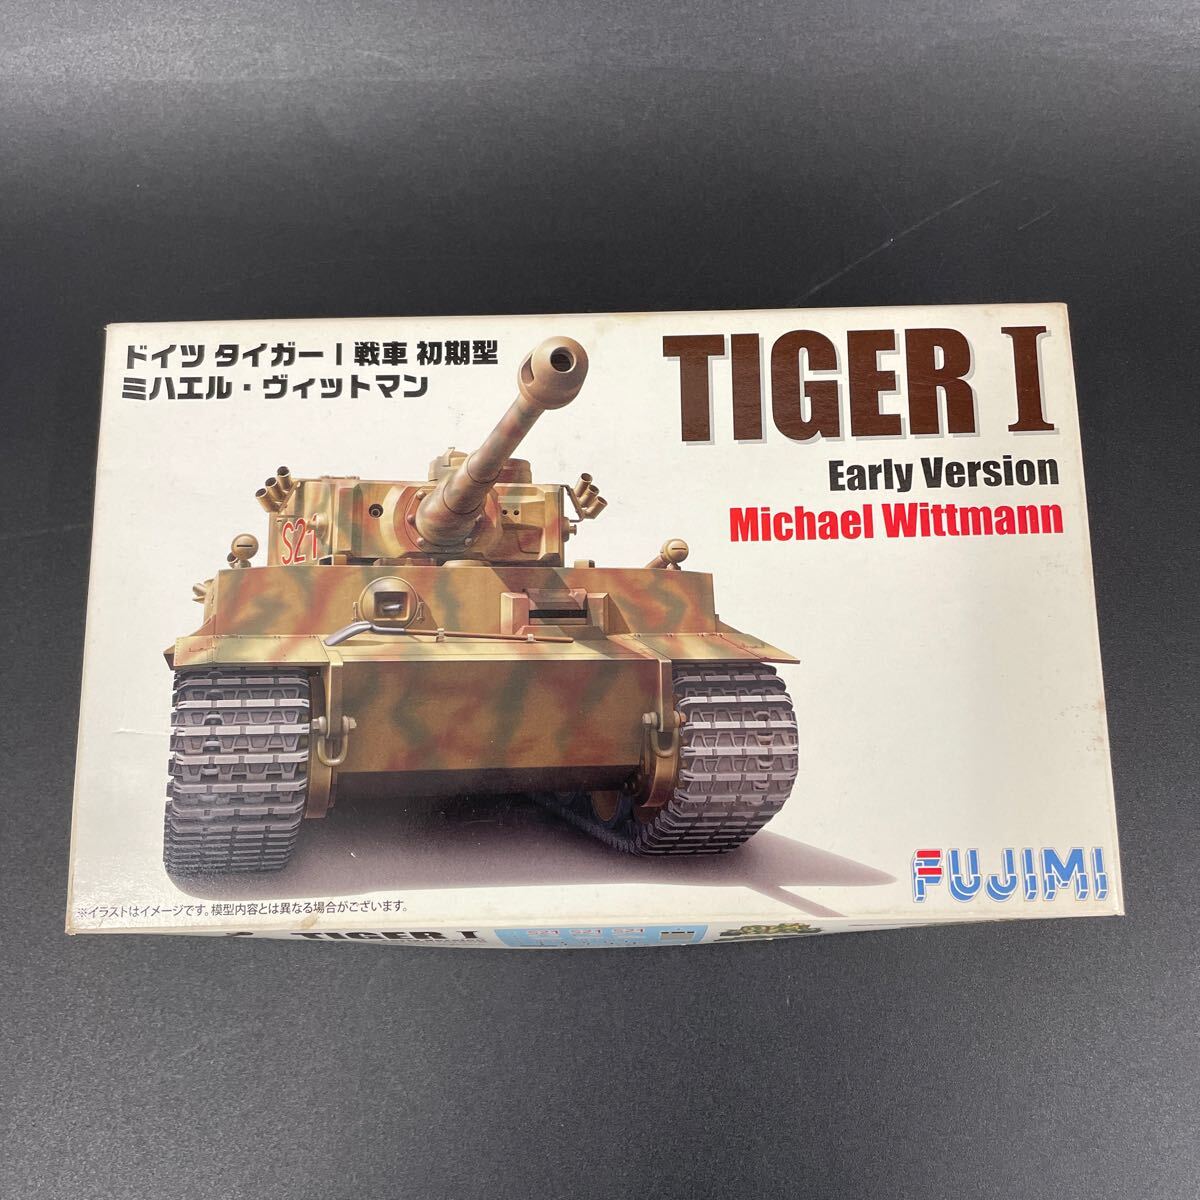 ドイツ タイガーI戦車 初期型
ミハエル・ヴィットマン
TIGER I
Early Version
Michael Wittmann
S21
FUJIMI
※イラストはイメージです。模型内容とは異なる場合がございます。
TIGER I
S21 S21 S21